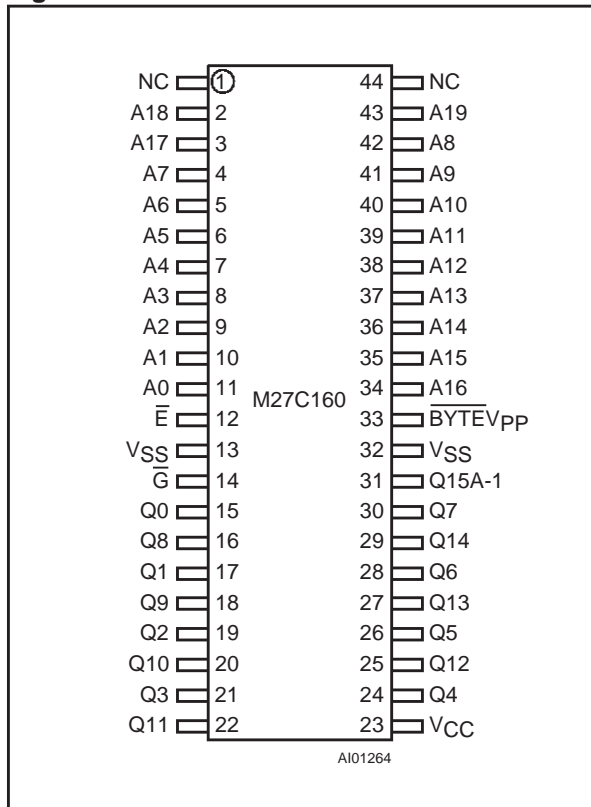 NC 1 44 NC
A18 2 43 A19
A17 3 42 A8
A7 4 41 A9
A6 5 40 A10
A5 6 39 A11
A4 7 38 A12
A3 8 37 A13
A2 9 36 A14
A1 10 35 A15
A0 11 34 A16
M27C160
E̅ 12 33 B̅Y̅T̅E̅VPP
VSS 13 32 VSS
G̅ 14 31 Q15A-1
Q0 15 30 Q7
Q8 16 29 Q14
Q1 17 28 Q6
Q9 18 27 Q13
Q2 19 26 Q5
Q10 20 25 Q12
Q3 21 24 Q4
Q11 22 23 VCC
AI01264